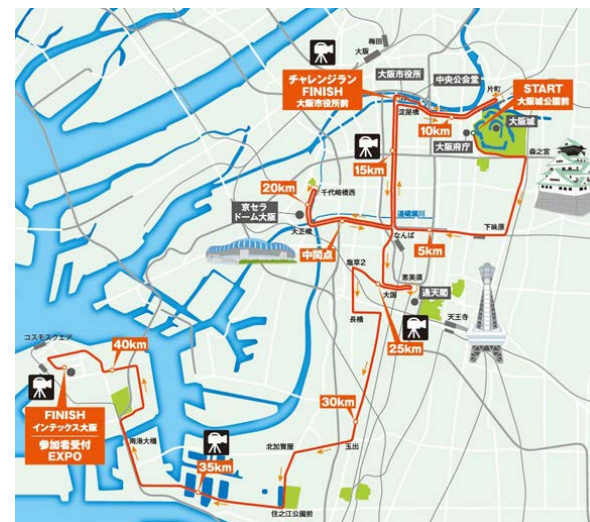 梅田
大阪
チャレンジラン
FINISH
大阪市役所前
大阪市役所
中央公会堂
片町
START
大阪城公園前
淀屋橋
10km
大阪城
大阪府庁
森之宮
15km
20km
千代崎橋西
京セラ
ドーム大阪
大正橋
道頓堀川
下味原
中間点
なんば
5km
塩草2
恵美須
大国
通天閣
天王寺
長橋
25km
コスモスクエア
40km
30km
FINISH
インテックス大阪
参加者受付
EXPO
南港大橋
北加賀屋
玉出
35km
住之江公園前